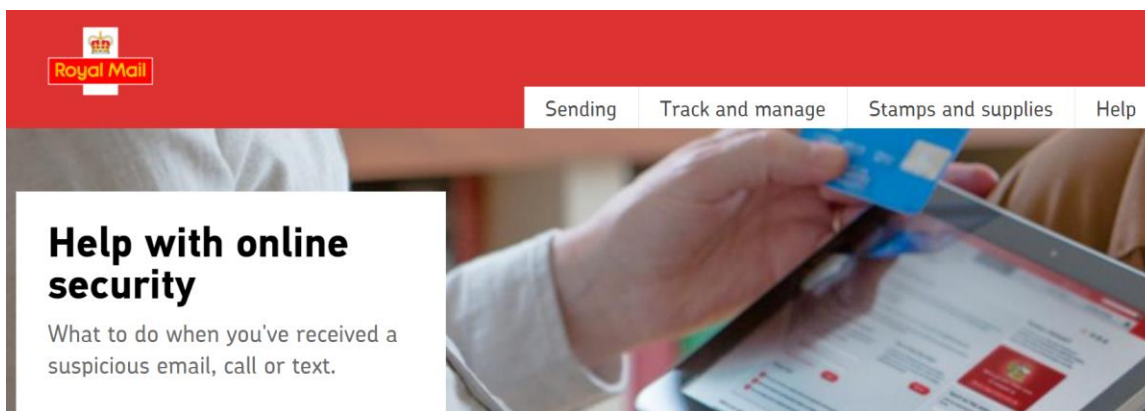 Royal Mail
Sending Track and manage Stamps and supplies Help
Help with online
security
What to do when you've received a
suspicious email, call or text.